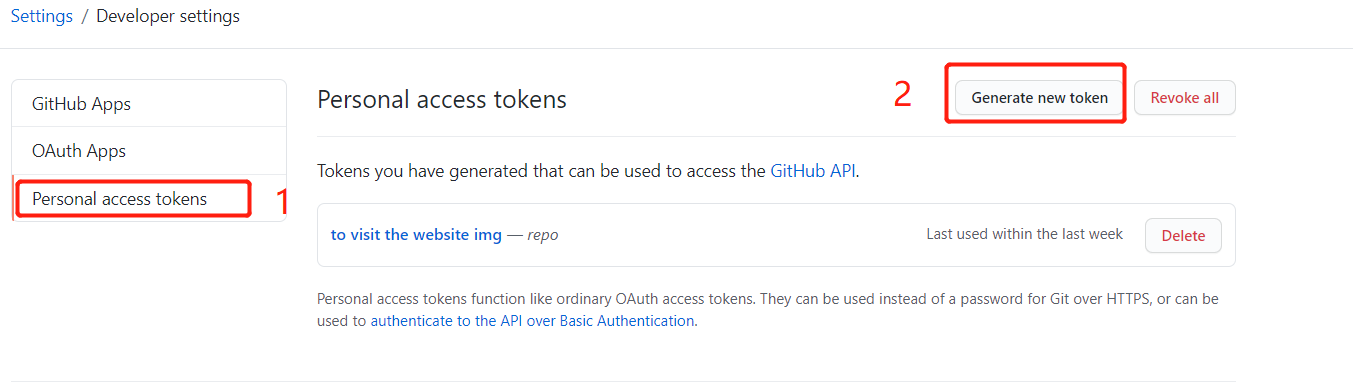 Settings / Developer settings
GitHub Apps
OAuth Apps
Personal access tokens
1
Personal access tokens
2
Generate new token
Revoke all
Tokens you have generated that can be used to access the GitHub API.
to visit the website img — repo
Last used within the last week
Delete
Personal access tokens function like ordinary OAuth access tokens. They can be used instead of a password for Git over HTTPS, or can be
used to authenticate to the API over Basic Authentication.